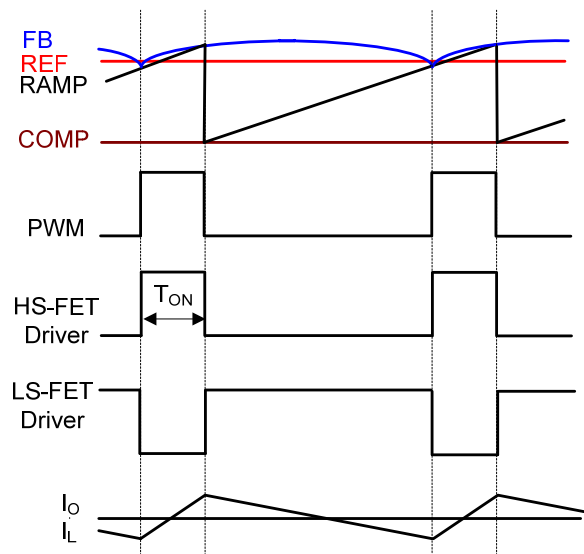 FB
REF
RAMP
COMP
PWM
HS-FET
Driver
TON
LS-FET
Driver
IO
IL